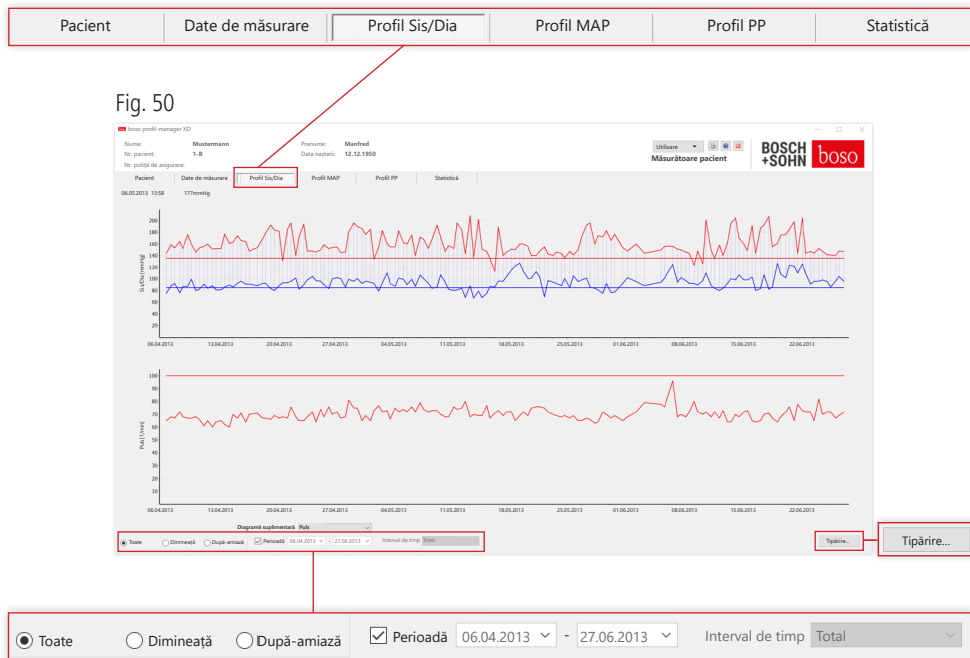 Pacient Date de măsurare Profil Sis/Dia Profil MAP Profil PP Statistică
Fig. 50
boso boso profil-manager XD
Nume: Mustermann Prenume: Manfred
Nr. pacient: 1-B Data nașterii: 12.12.1950
Nr. poliță de asigurare:
Utilizare
Măsurătoare pacient
BOSCH
+SOHN boso
Pacient Date de măsurare Profil Sis/Dia Profil MAP Profil PP Statistică
06.05.2013 13:58 177mmHg
Sis/Dia [mmHg]
200
180
160
140
120
100
80
60
40
20
06.04.2013 13.04.2013 20.04.2013 27.04.2013 04.05.2013 11.05.2013 18.05.2013 25.05.2013 01.06.2013 08.06.2013 15.06.2013 22.06.2013
Puls [1/min]
100
90
80
70
60
50
40
30
20
10
06.04.2013 13.04.2013 20.04.2013 27.04.2013 04.05.2013 11.05.2013 18.05.2013 25.05.2013 01.06.2013 08.06.2013 15.06.2013 22.06.2013
Diagramă suplimentară Puls
Toate Dimineață După-amiază Perioadă 06.04.2013 - 27.06.2013 Interval de timp Total
Tipărire... Tipărire...
Toate Dimineață După-amiază Perioadă 06.04.2013 - 27.06.2013 Interval de timp Total